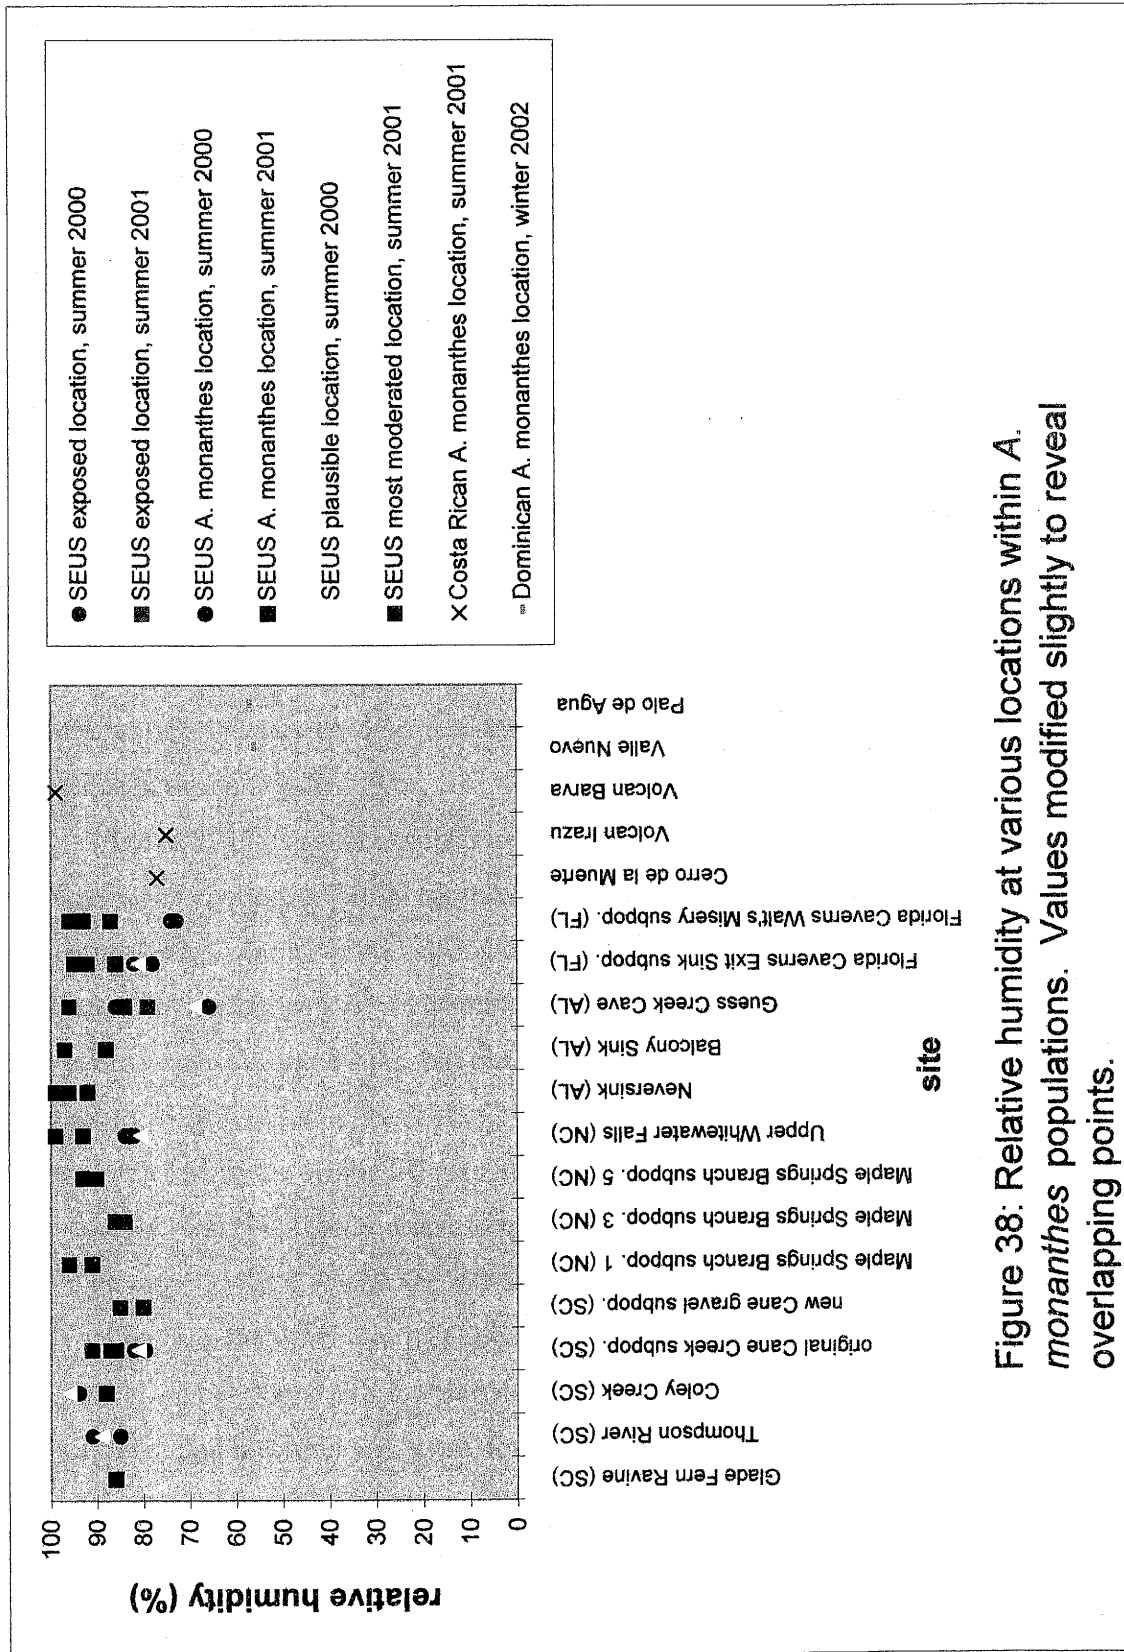 SEUS exposed location, summer 2000
SEUS exposed location, summer 2001
SEUS A. monanthes location, summer 2000
SEUS A. monanthes location, summer 2001
SEUS plausible location, summer 2000
SEUS most moderated location, summer 2001
Costa Rican A. monanthes location, summer 2001
Dominican A. monanthes location, winter 2002
relative humidity (%)
100
90
80
70
60
50
40
30
20
10
0
Glade Fern Ravine (SC)
Thompson River (SC)
Coley Creek (SC)
original Cane Creek subpop. (SC)
new Cane gravel subpop. (SC)
Maple Springs Branch subpop. 1 (NC)
Maple Springs Branch subpop. 3 (NC)
Maple Springs Branch subpop. 5 (NC)
Upper Whitewater Falls (NC)
Neversink (AL)
Balcony Sink (AL)
Guess Creek Cave (AL)
Florida Caverns Exit Sink subpop. (FL)
Florida Caverns Walt's Misery subpop. (FL)
Cerro de la Muerte
Volcan Irazu
Volcan Barva
Valle Nuevo
Palo de Agua
site
Figure 38: Relative humidity at various locations within A.
monanthes populations. Values modified slightly to reveal
overlapping points.